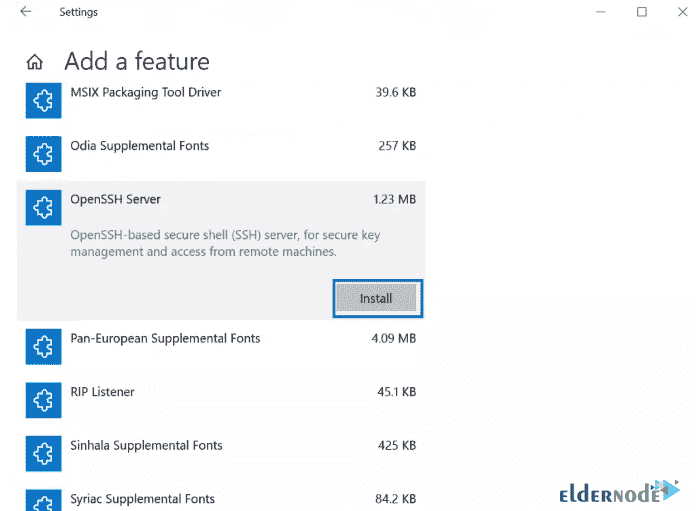 Settings
Add a feature
MSIX Packaging Tool Driver 39.6 KB
Odia Supplemental Fonts 257 KB
OpenSSH Server 1.23 MB
OpenSSH-based secure shell (SSH) server, for secure key
management and access from remote machines.
Install
Pan-European Supplemental Fonts 4.09 MB
RIP Listener 45.1 KB
Sinhala Supplemental Fonts 425 KB
Syriac Supplemental Fonts 84.2 KB
ELDERNODE